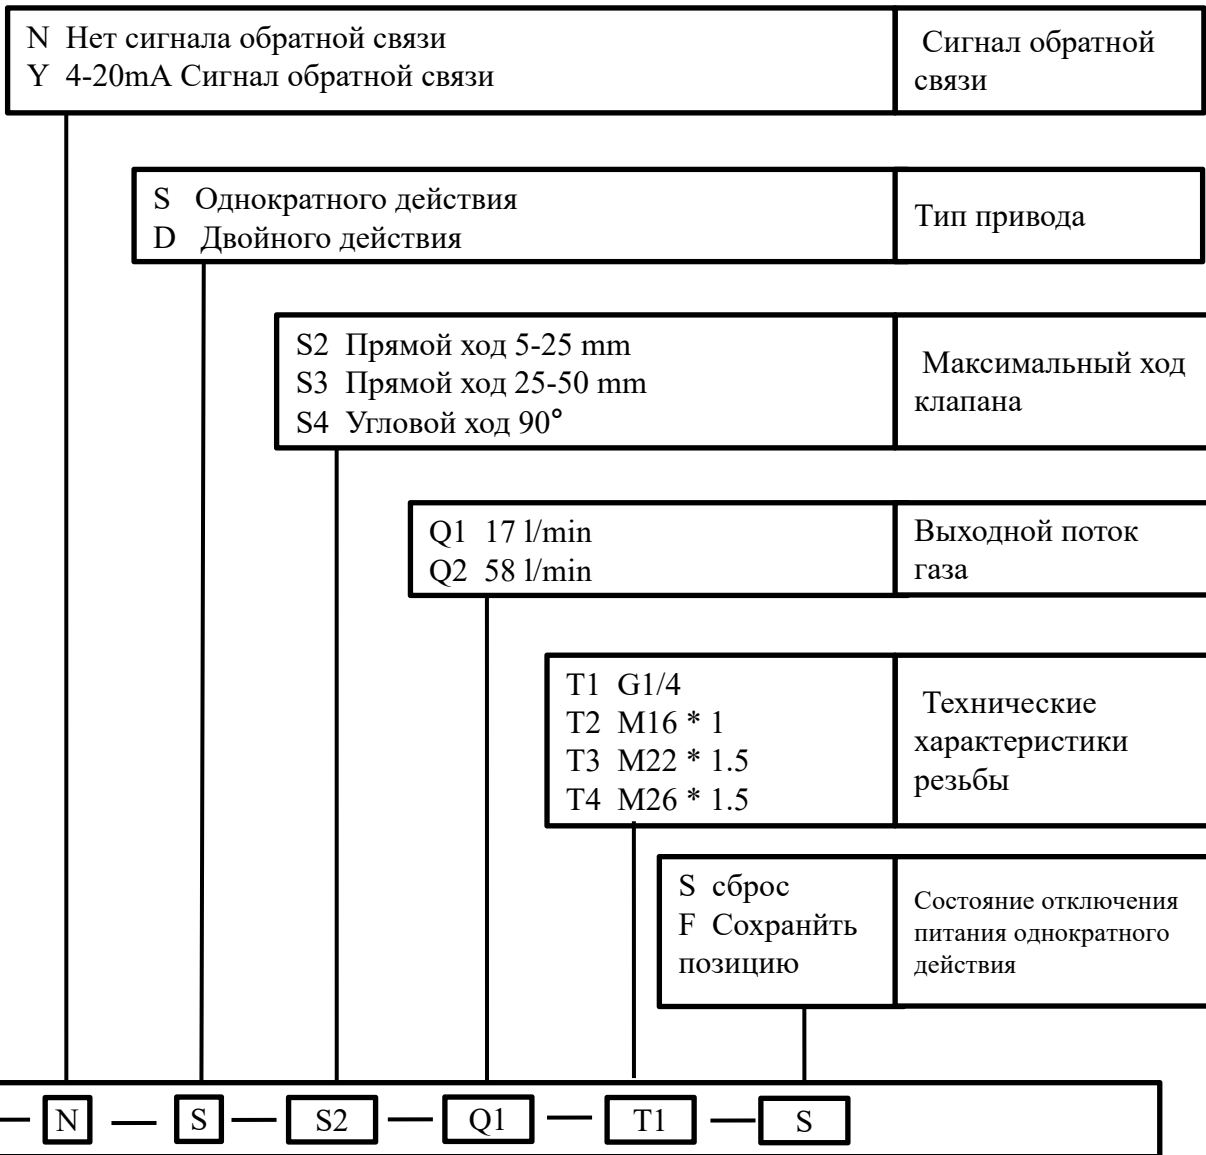 N Нет сигнала обратной связи
Y 4-20mA Сигнал обратной связи
Сигнал обратной
связи
S Однократного действия
D Двойного действия
Тип привода
S2 Прямой ход 5-25 mm
S3 Прямой ход 25-50 mm
S4 Угловой ход 90°
Максимальный ход
клапана
Q1 17 l/min
Q2 58 l/min
Выходной поток
газа
T1 G1/4
T2 M16 * 1
T3 M22 * 1.5
T4 M26 * 1.5
Технические
характеристики
резьбы
S сброс
F Сохранйть
позицию
Состояние отключения
питания однократного
действия
— N — S — S2 — Q1 — T1 — S